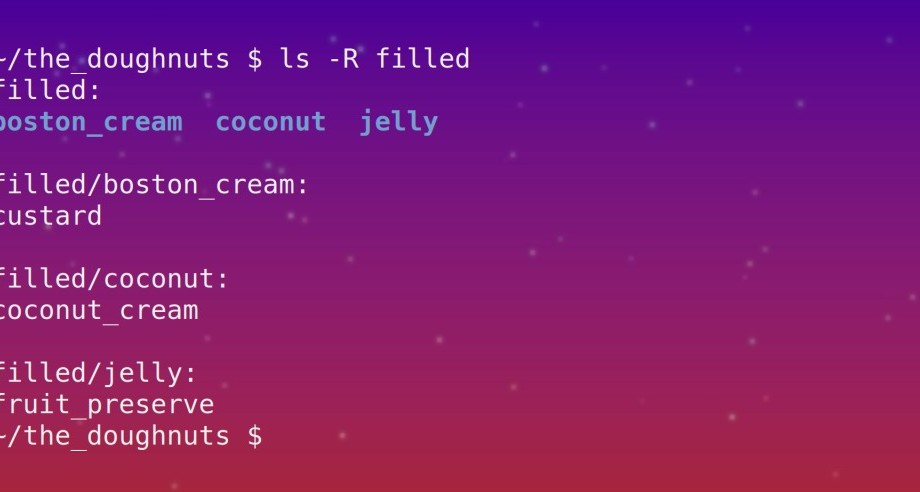 ~/the_doughnuts $ ls -R filled
filled:
boston_cream  coconut  jelly

filled/boston_cream:
custard

filled/coconut:
coconut_cream

filled/jelly:
fruit_preserve
~/the_doughnuts $